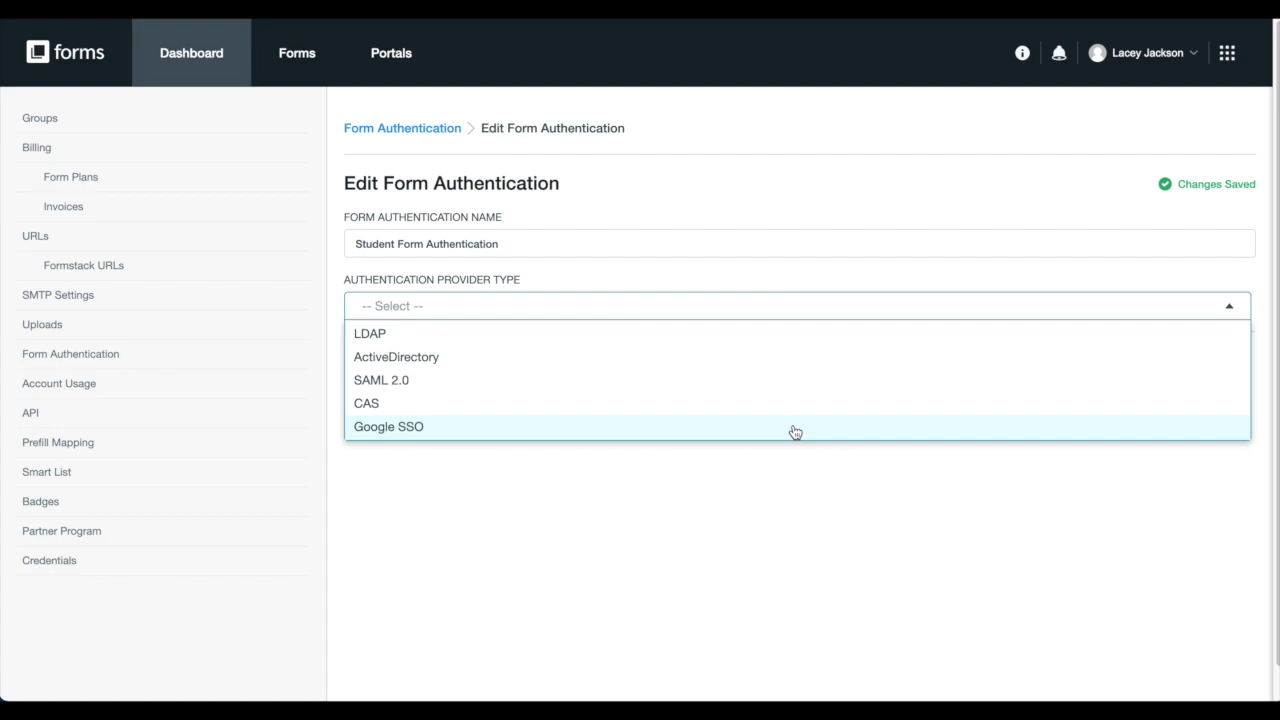 forms
Dashboard
Forms
Portals
Lacey Jackson
Groups
Billing
Form Plans
Invoices
URLs
Formstack URLs
SMTP Settings
Uploads
Form Authentication
Account Usage
API
Prefill Mapping
Smart List
Badges
Partner Program
Credentials
Form Authentication > Edit Form Authentication
Edit Form Authentication
Changes Saved
FORM AUTHENTICATION NAME
Student Form Authentication
AUTHENTICATION PROVIDER TYPE
-- Select --
LDAP
ActiveDirectory
SAML 2.0
CAS
Google SSO